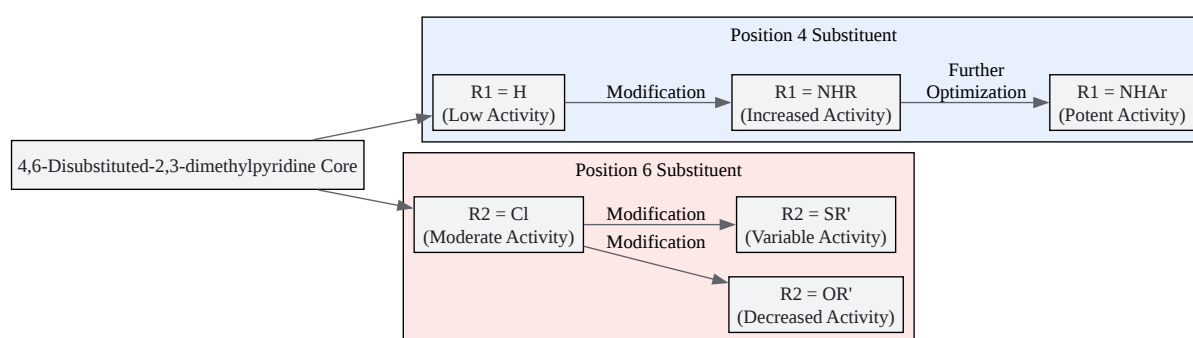 Position 4 Substituent
R1 = H
(Low Activity)
Modification
R1 = NHR
(Increased Activity)
Further
Optimization
R1 = NHAr
(Potent Activity)
4,6-Disubstituted-2,3-dimethylpyridine Core
Position 6 Substituent
R2 = Cl
(Moderate Activity)
Modification
R2 = SR'
(Variable Activity)
Modification
R2 = OR'
(Decreased Activity)